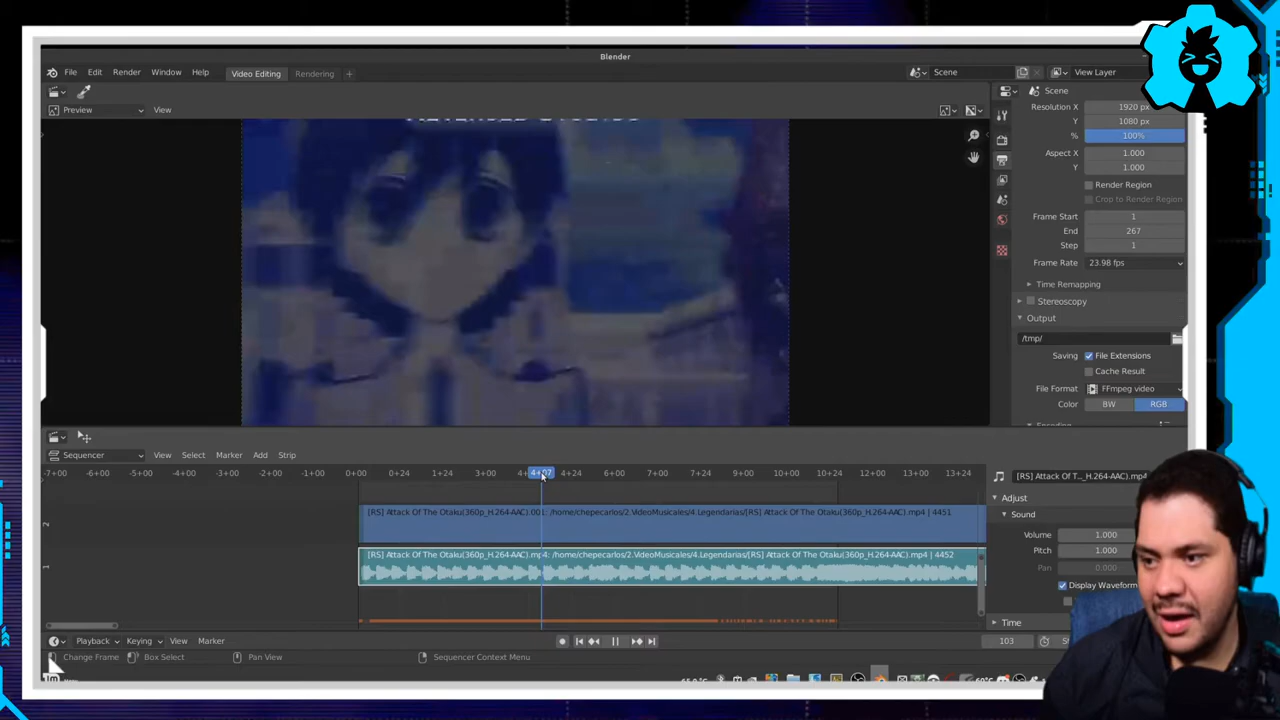 Blender
File Edit Render Window Help Video Editing Rendering + Scene View Layer
Preview View Scene
Resolution X 1920 px
Y 1080 px
% 100%
Aspect X 1.000
Y 1.000
Render Region
Crop to Render Region
Frame Start 1
End 267
Step 1
Frame Rate 23.98 fps
Time Remapping
Stereoscopy
Output
/tmp/
Saving File Extensions
Cache Result
File Format FFmpeg video
Color BW RGB
Sequencer View Select Marker Add Strip
-7+00 -6+00 -5+00 -4+00 -3+00 -2+00 -1+00 0+00 0+24 1+24 3+00 4+07 4+24 6+00 7+00 7+24 9+00 10+00 10+24 12+00 13+00 13+24
[RS] Attack Of T..._H.264-AAC).mp4
Adjust
Sound
Volume 1.000
Pitch 1.000
Pan 0.000
Display Waveform
Time
2
[RS] Attack Of The Otaku(360p_H.264-AAC).001: /home/chepecarlos/2.VideoMusicales/4.Legendarias/[RS] Attack Of The Otaku(360p_H.264-AAC).mp4 | 4451
1
[RS] Attack Of The Otaku(360p_H.264-AAC).mp4: /home/chepecarlos/2.VideoMusicales/4.Legendarias/[RS] Attack Of The Otaku(360p_H.264-AAC).mp4 | 4452
Playback Keying View Marker 103
Change Frame Box Select Pan View Sequencer Context Menu